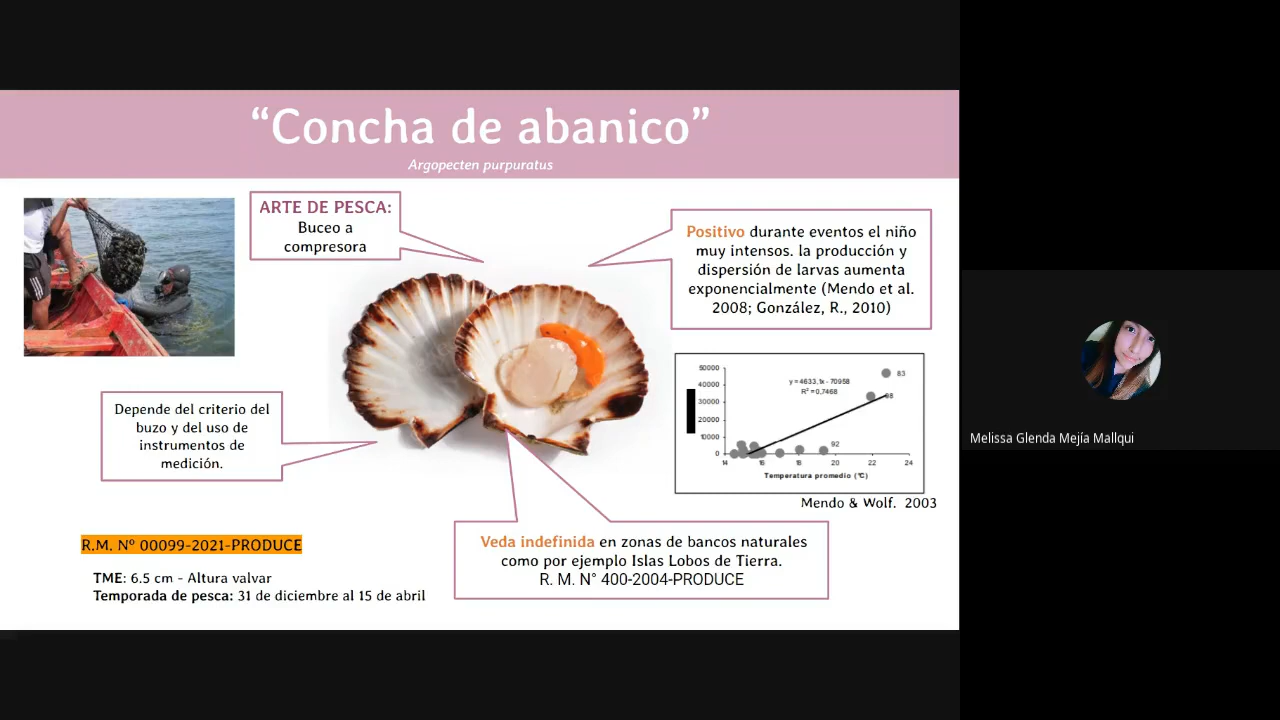 “Concha de abanico”
Argopecten purpuratus
ARTE DE PESCA:
Buceo a
compresora
Positivo durante eventos el niño
muy intensos. la producción y
dispersión de larvas aumenta
exponencialmente (Mendo et al.
2008; González, R., 2010)
Depende del criterio del
buzo y del uso de
instrumentos de
medición.
50000
40000
30000
20000
10000
0
y = 4633,1x - 70958
R² = 0,7468
83
98
92
14
16
18
20
22
24
Temperatura promedio (°C)
Mendo & Wolf. 2003
Melissa Glenda Mejía Mallqui
R.M. Nº 00099-2021-PRODUCE
TME: 6.5 cm - Altura valvar
Temporada de pesca: 31 de diciembre al 15 de abril
Veda indefinida en zonas de bancos naturales
como por ejemplo Islas Lobos de Tierra.
R. M. N° 400-2004-PRODUCE